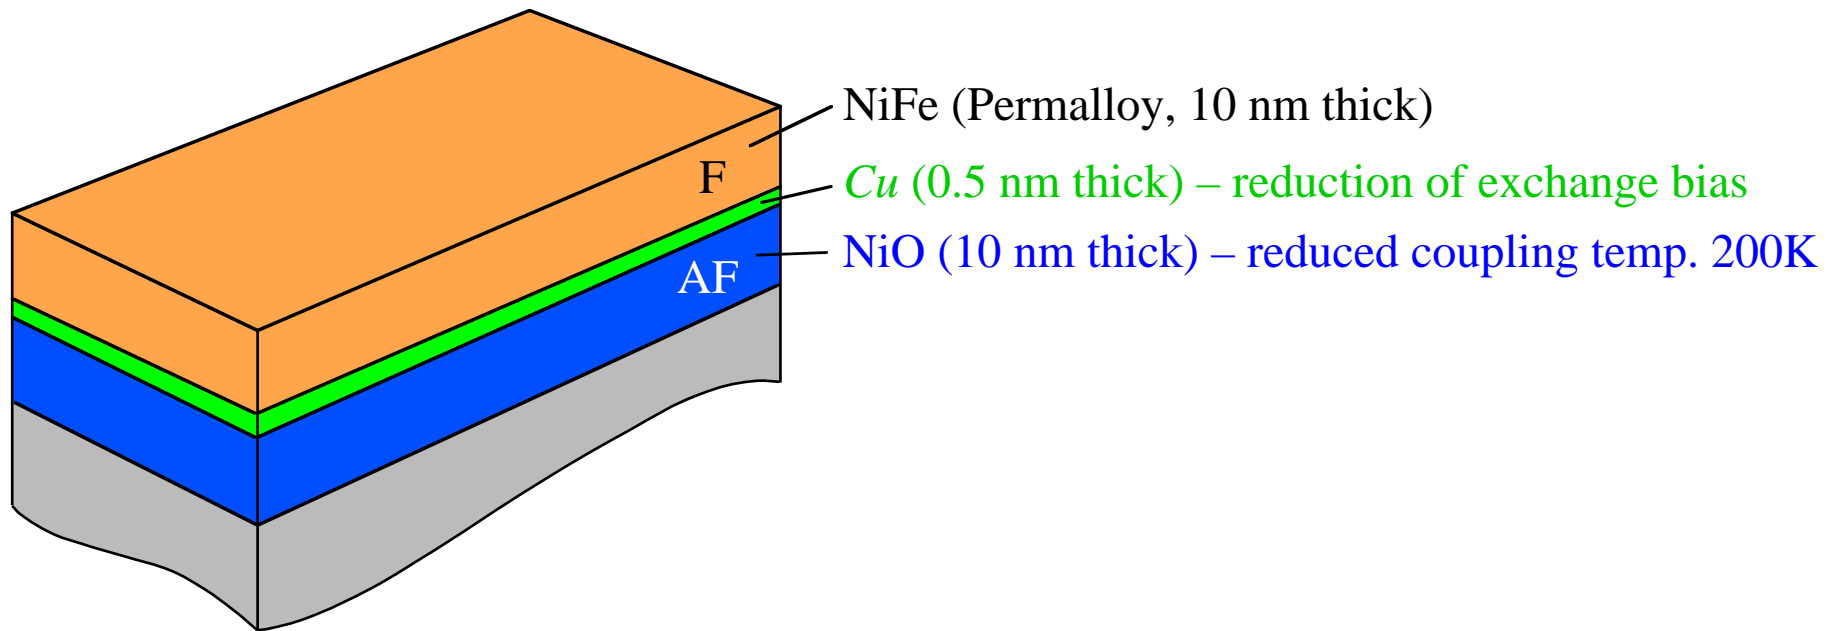 NiFe (Permalloy, 10 nm thick)
F
Cu (0.5 nm thick) – reduction of exchange bias
NiO (10 nm thick) – reduced coupling temp. 200K
AF